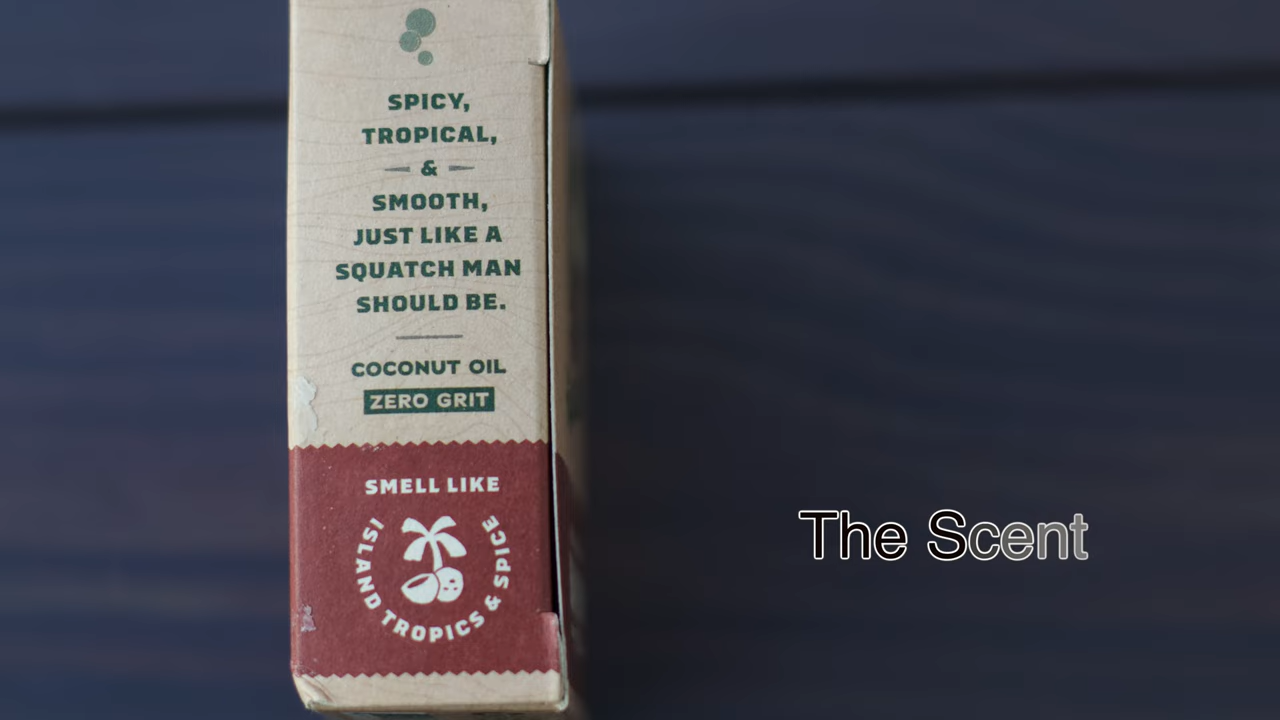 SPICY,
TROPICAL,
&
SMOOTH,
JUST LIKE A
SQUATCH MAN
SHOULD BE.
COCONUT OIL
ZERO GRIT
SMELL LIKE
ISLAND TROPICS & SPICE
The Scent